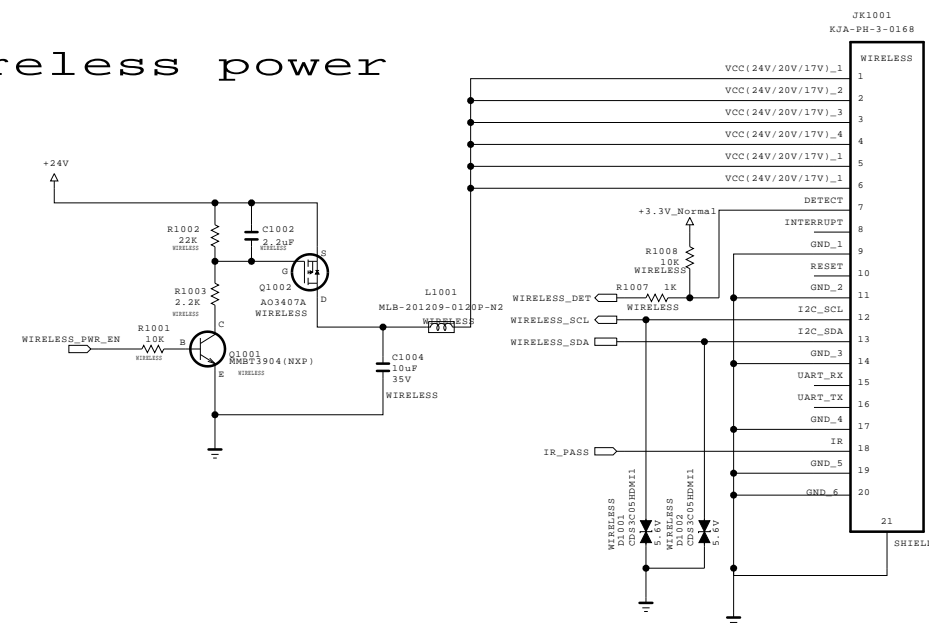 reless power
JK1001
KJA-PH-3-0168
WIRELESS
VCC(24V/20V/17V)_1
1
VCC(24V/20V/17V)_2
2
VCC(24V/20V/17V)_3
3
VCC(24V/20V/17V)_4
4
VCC(24V/20V/17V)_1
5
VCC(24V/20V/17V)_1
6
DETECT
7
INTERRUPT
8
GND_1
9
RESET
10
GND_2
11
I2C_SCL
12
I2C_SDA
13
GND_3
14
UART_RX
15
UART_TX
16
GND_4
17
IR
18
GND_5
19
GND_6
20
21
SHIEL
+24V
R1002
22K
WIRELESS
C1002
2.2uF
WIRELESS
S
G
D
Q1002
AO3407A
WIRELESS
R1003
2.2K
WIRELESS
R1001
10K
WIRELESS
WIRELESS_PWR_EN
B
C
E
Q1001
MMBT3904(NXP)
WIRELESS
L1001
MLB-201209-0120P-N2
WIRELESS
C1004
10uF
35V
WIRELESS
+3.3V_Normal
R1008
10K
WIRELESS
R1007 1K
WIRELESS
WIRELESS_DET
WIRELESS_SCL
WIRELESS_SDA
IR_PASS
WIRELESS
D1001
CDS3C05HDMI1
5.6V
WIRELESS
D1002
CDS3C05HDMI1
5.6V